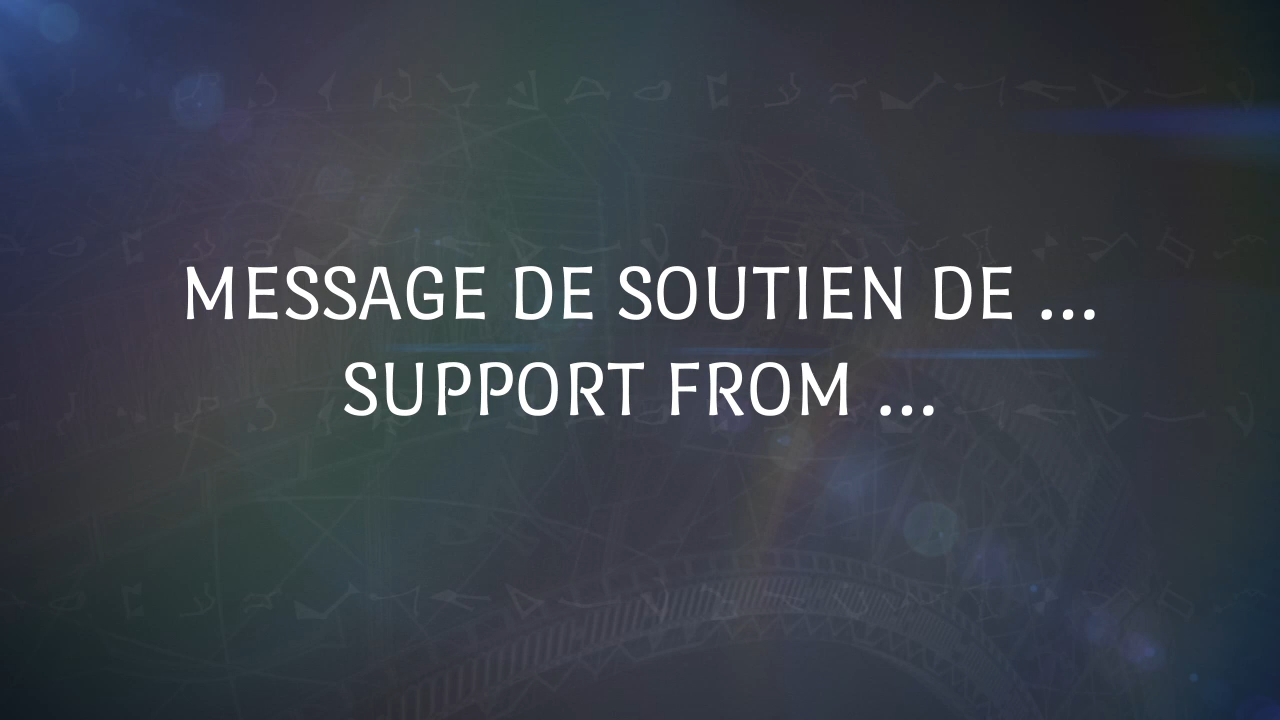 MESSAGE DE SOUTIEN DE ...
SUPPORT FROM ...